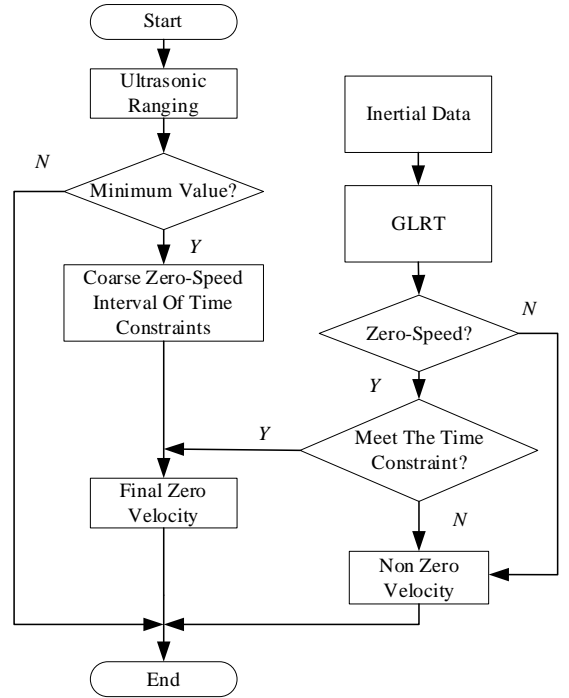 Start
Ultrasonic
Ranging
Inertial Data
N
Minimum Value?
GLRT
Y
Coarse Zero-Speed
Interval Of Time
Constraints
N
Zero-Speed?
Y
Y
Meet The Time
Constraint?
Final Zero
Velocity
N
Non Zero
Velocity
End